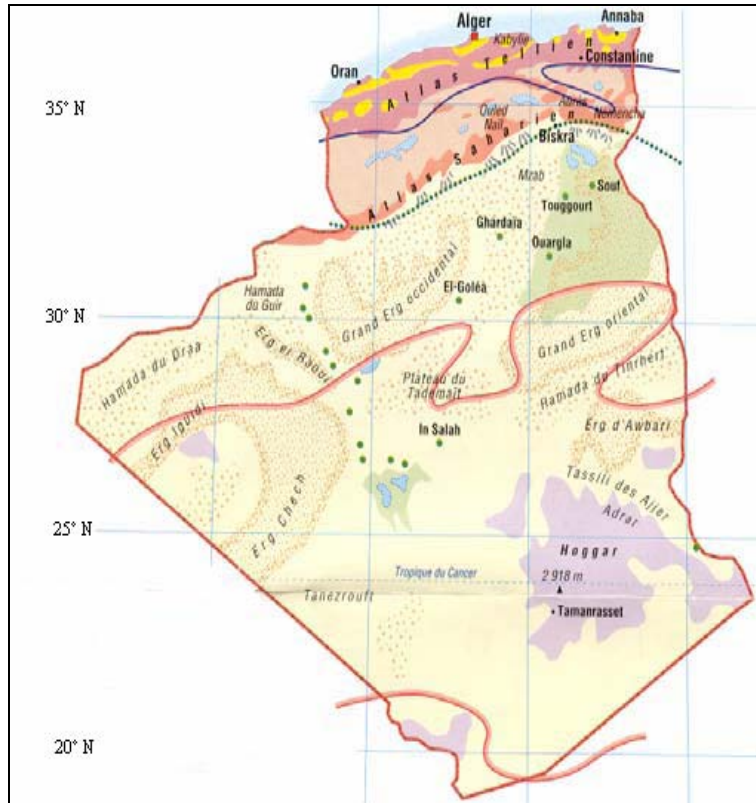 Alger
Annaba
Kabylie
Constantine
Oran
Atlas Tellien
35° N
Aurès
Ouled
Naïl
Nemencha
Biskra
Atlas Saharien
Mzab
Souf
Touggourt
Ghardaïa
Ouargla
Hamada
du Guir
Grand Erg occidental
El-Goléa
30° N
Grand Erg oriental
Erg er Raoui
Hamada du Draa
Plateau du
Tademaït
Hamada du Tinrhert
Erg Iguidi
In Salah
Erg d'Awbari
Erg Chech
Tassili des Ajjer
25° N
Adrar
Hoggar
Tropique du Cancer
2 918 m
Tanezrouft
Tamanrasset
20° N